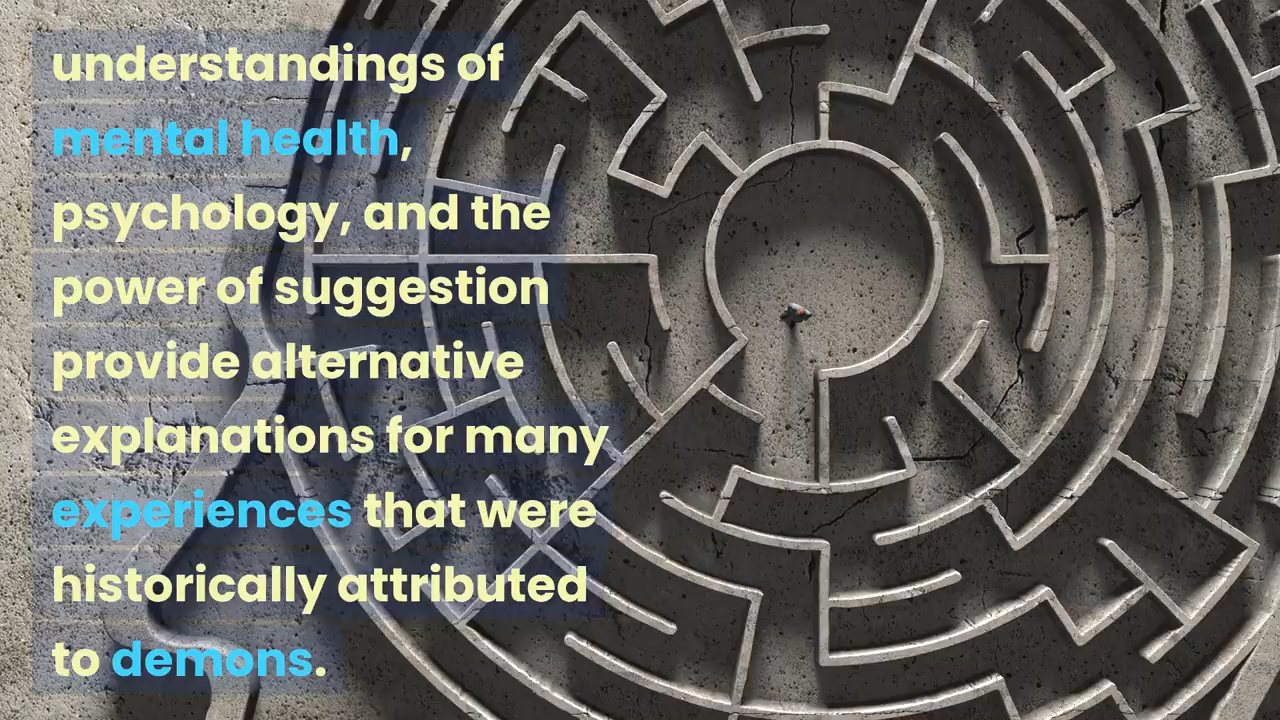 understandings of
mental health,
psychology, and the
power of suggestion
provide alternative
explanations for many
experiences that were
historically attributed
to demons.